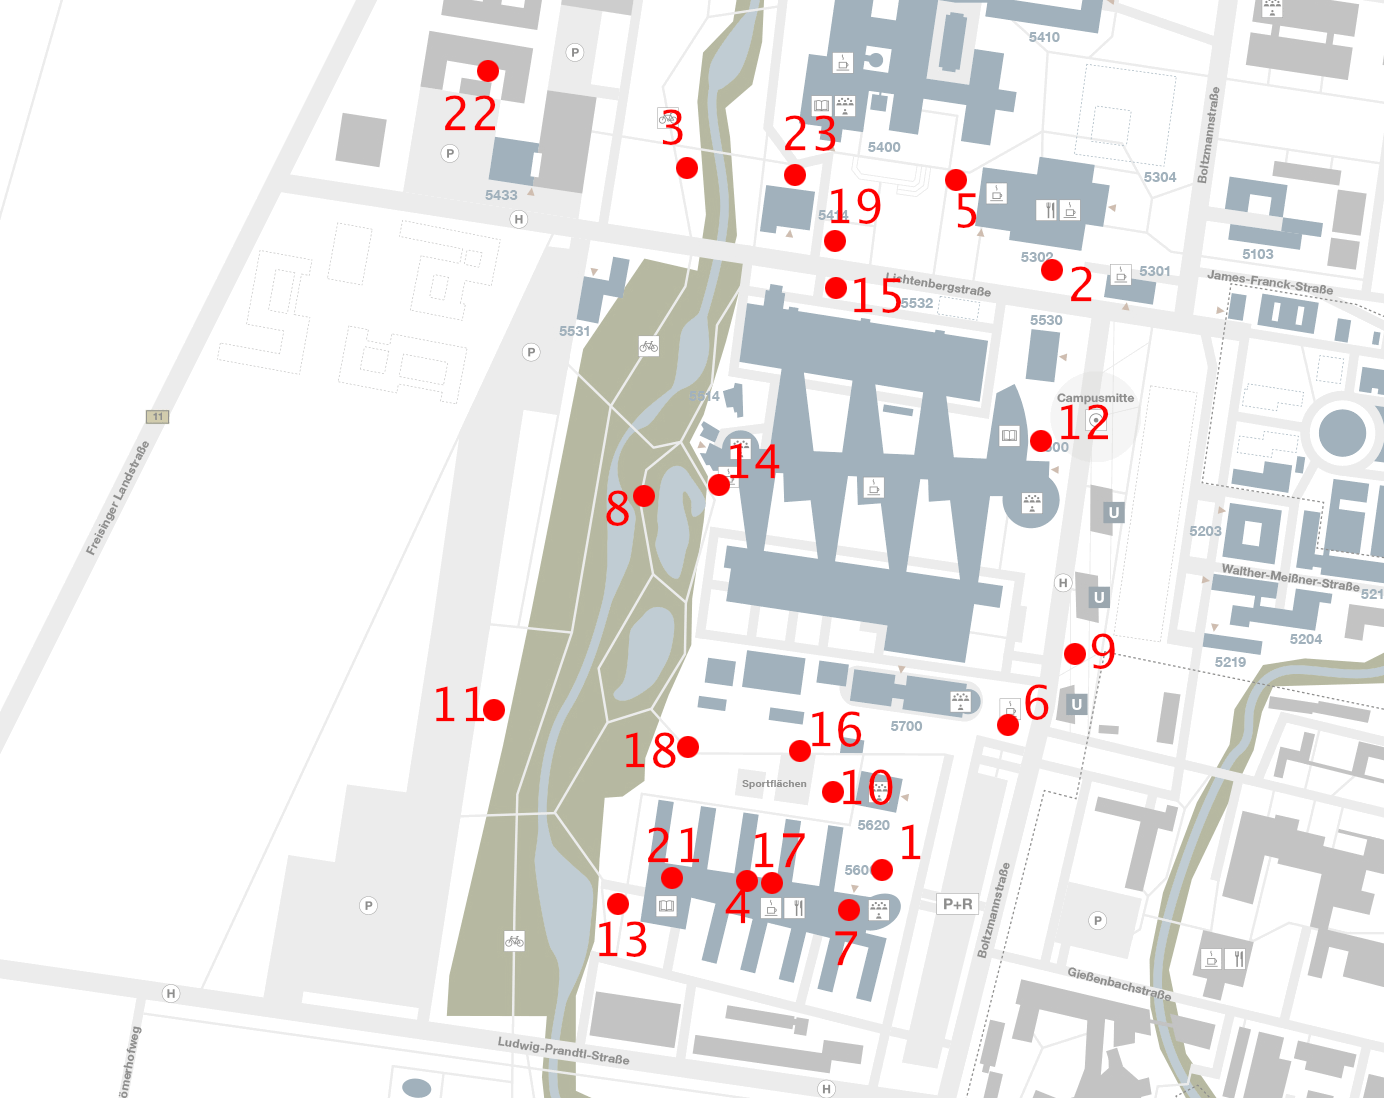 5410
P
22
3
23
5400
Boltzmannstraße
P
5304
5433
19
5414
5
H
5302
5301
5103
2
James-Franck-Straße
Lichtenbergstraße
15
5532
5530
5531
P
5514
Campusmitte
11
12
14
8
Freisinger Landstraße
U
5203
H
Walther-Meißner-Straße
U
5204
9
5219
11
6
U
5700
16
18
Sportflächen
10
5620
1
21
17
4
P
P+R
P
13
7
Boltzmannstraße
Gießenbachstraße
H
Ludwig-Prandtl-Straße
H